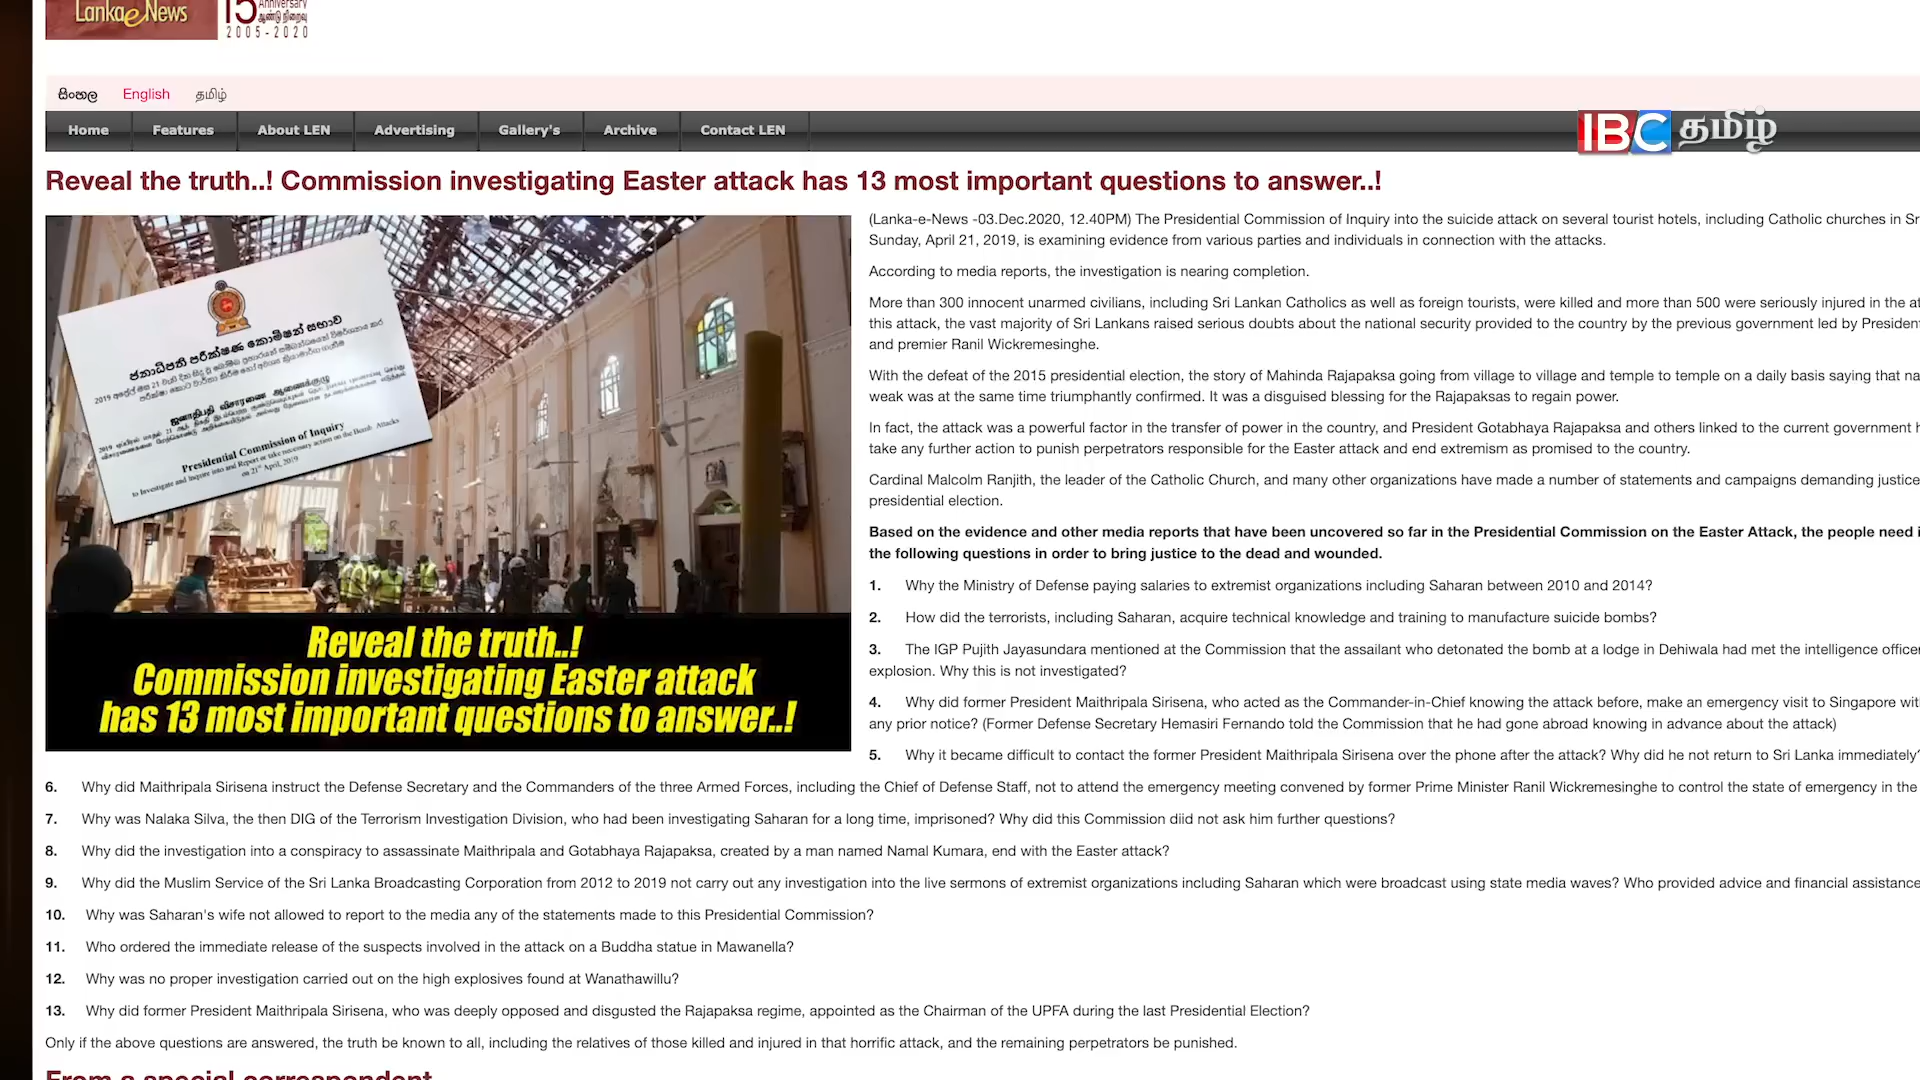 Lanka e News
15 Anniversary
ஆண்டு நிறைவு
2005-2020
සිංහල English தமிழ்
Home Features About LEN Advertising Gallery's Archive Contact LEN
IBC தமிழ்
Reveal the truth..! Commission investigating Easter attack has 13 most important questions to answer..!
(Lanka-e-News -03.Dec.2020, 12.40PM) The Presidential Commission of Inquiry into the suicide attack on several tourist hotels, including Catholic churches in Sr
Sunday, April 21, 2019, is examining evidence from various parties and individuals in connection with the attacks.
According to media reports, the investigation is nearing completion.
More than 300 innocent unarmed civilians, including Sri Lankan Catholics as well as foreign tourists, were killed and more than 500 were seriously injured in the at
this attack, the vast majority of Sri Lankans raised serious doubts about the national security provided to the country by the previous government led by President
and premier Ranil Wickremesinghe.
With the defeat of the 2015 presidential election, the story of Mahinda Rajapaksa going from village to village and temple to temple on a daily basis saying that na
weak was at the same time triumphantly confirmed. It was a disguised blessing for the Rajapaksas to regain power.
In fact, the attack was a powerful factor in the transfer of power in the country, and President Gotabhaya Rajapaksa and others linked to the current government h
take any further action to punish perpetrators responsible for the Easter attack and end extremism as promised to the country.
Cardinal Malcolm Ranjith, the leader of the Catholic Church, and many other organizations have made a number of statements and campaigns demanding justice
presidential election.
Based on the evidence and other media reports that have been uncovered so far in the Presidential Commission on the Easter Attack, the people need
the following questions in order to bring justice to the dead and wounded.
1. Why the Ministry of Defense paying salaries to extremist organizations including Saharan between 2010 and 2014?
2. How did the terrorists, including Saharan, acquire technical knowledge and training to manufacture suicide bombs?
3. The IGP Pujith Jayasundara mentioned at the Commission that the assailant who detonated the bomb at a lodge in Dehiwala had met the intelligence officer
explosion. Why this is not investigated?
4. Why did former President Maithripala Sirisena, who acted as the Commander-in-Chief knowing the attack before, make an emergency visit to Singapore wit
any prior notice? (Former Defense Secretary Hemasiri Fernando told the Commission that he had gone abroad knowing in advance about the attack)
5. Why it became difficult to contact the former President Maithripala Sirisena over the phone after the attack? Why did he not return to Sri Lanka immediately?
ජනාධිපති පරීක්ෂණ කොමිෂන් සභාව
ஜனாதிபதி விசாரணை ஆணைக்குழு
Presidential Commission of Inquiry
to Investigate and Inquire into and Report or take necessary action on the Bomb Attacks
on 21st April, 2019
Reveal the truth..!
Commission investigating Easter attack
has 13 most important questions to answer..!
6. Why did Maithripala Sirisena instruct the Defense Secretary and the Commanders of the three Armed Forces, including the Chief of Defense Staff, not to attend the emergency meeting convened by former Prime Minister Ranil Wickremesinghe to control the state of emergency in the
7. Why was Nalaka Silva, the then DIG of the Terrorism Investigation Division, who had been investigating Saharan for a long time, imprisoned? Why did this Commission diid not ask him further questions?
8. Why did the investigation into a conspiracy to assassinate Maithripala and Gotabhaya Rajapaksa, created by a man named Namal Kumara, end with the Easter attack?
9. Why did the Muslim Service of the Sri Lanka Broadcasting Corporation from 2012 to 2019 not carry out any investigation into the live sermons of extremist organizations including Saharan which were broadcast using state media waves? Who provided advice and financial assistance
10. Why was Saharan's wife not allowed to report to the media any of the statements made to this Presidential Commission?
11. Who ordered the immediate release of the suspects involved in the attack on a Buddha statue in Mawanella?
12. Why was no proper investigation carried out on the high explosives found at Wanathawillu?
13. Why did former President Maithripala Sirisena, who was deeply opposed and disgusted the Rajapaksa regime, appointed as the Chairman of the UPFA during the last Presidential Election?
Only if the above questions are answered, the truth be known to all, including the relatives of those killed and injured in that horrific attack, and the remaining perpetrators be punished.
From a special correspondent